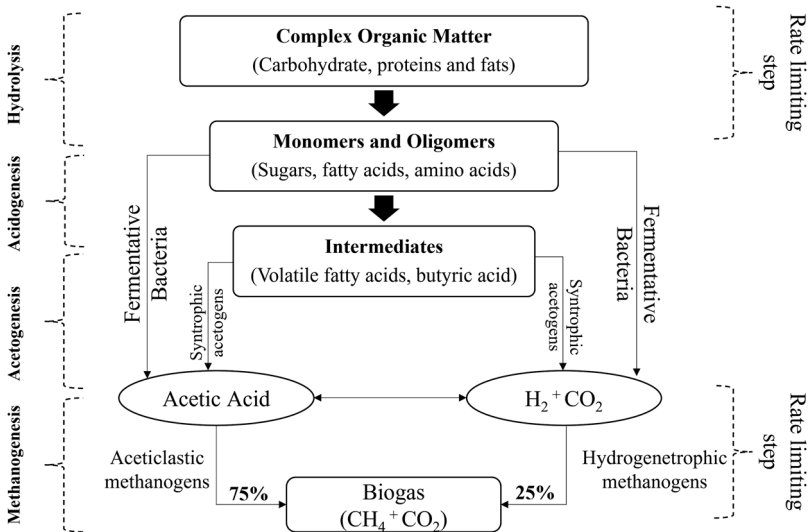 Complex Organic Matter
(Carbohydrate, proteins and fats)
Hydrolysis
Rate limiting
step
Monomers and Oligomers
(Sugars, fatty acids, amino acids)
Acidogenesis
Fermentative
Bacteria
Fermentative
Bacteria
Intermediates
(Volatile fatty acids, butyric acid)
Acetogenesis
Syntrophic
acetogens
Syntrophic
acetogens
Acetic Acid
H₂ + CO₂
Methanogenesis
Rate limiting
step
Aceticlastic
methanogens
75%
Biogas
(CH₄ + CO₂)
25%
Hydrogenetrophic
methanogens